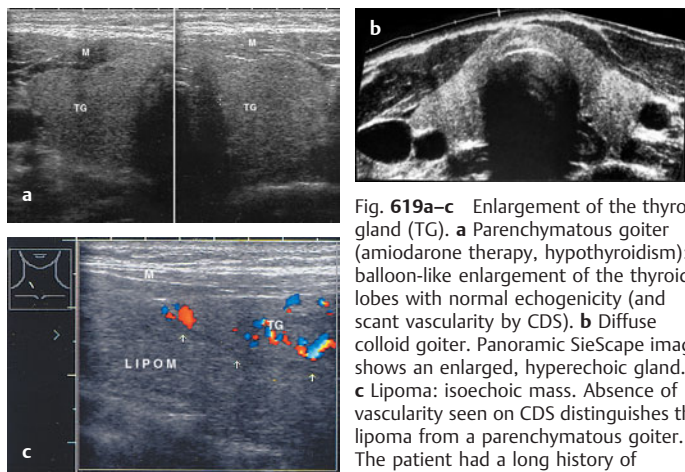 M
M
TG
TG
a
b
M
TG
LIPOM
c
Fig. 619a–c Enlargement of the thyro
gland (TG). a Parenchymatous goiter
(amiodarone therapy, hypothyroidism):
balloon-like enlargement of the thyroid
lobes with normal echogenicity (and
scant vascularity by CDS). b Diffuse
colloid goiter. Panoramic SieScape imag
shows an enlarged, hyperechoic gland.
c Lipoma: isoechoic mass. Absence of
vascularity seen on CDS distinguishes th
lipoma from a parenchymatous goiter.
The patient had a long history of